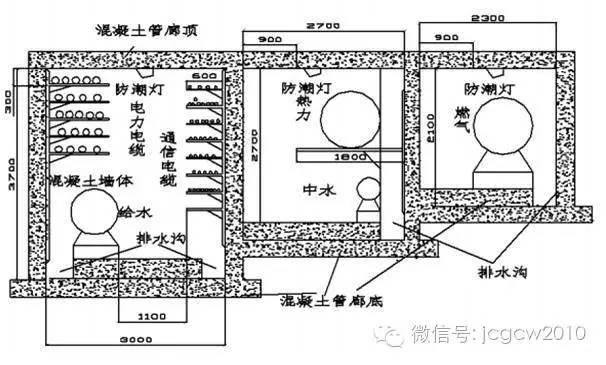 2700
2300
混凝土管廊顶
900
900
600
防潮灯
防潮灯
防潮灯
300
电力电缆
热力
燃气
通信电缆
2700
2100
3700
1800
混凝土墙体
中水
给水
排水沟
排水沟
混凝土管廊底
1100
3000
微信号: jcgcw2010